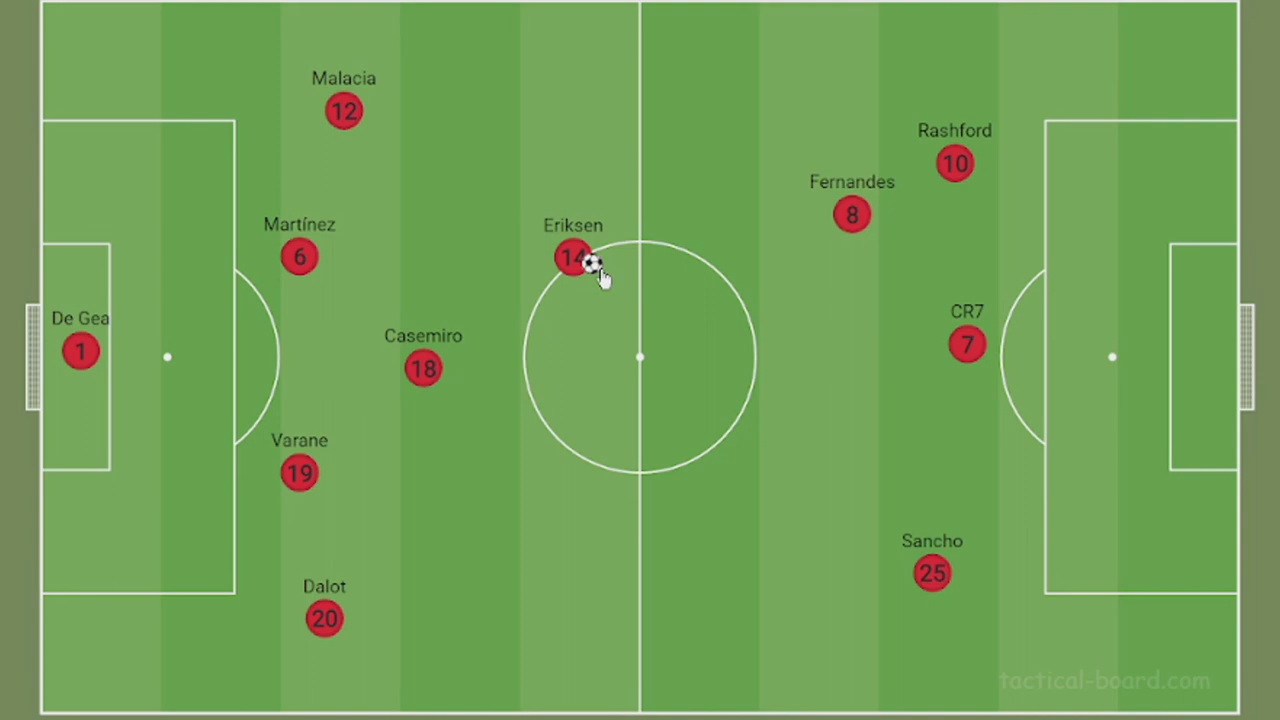 Malacia
12
Rashford
10
Fernandes
8
Martínez
6
Eriksen
14
De Gea
1
Casemiro
18
CR7
7
Varane
19
Sancho
25
Dalot
20
tactical-board.com